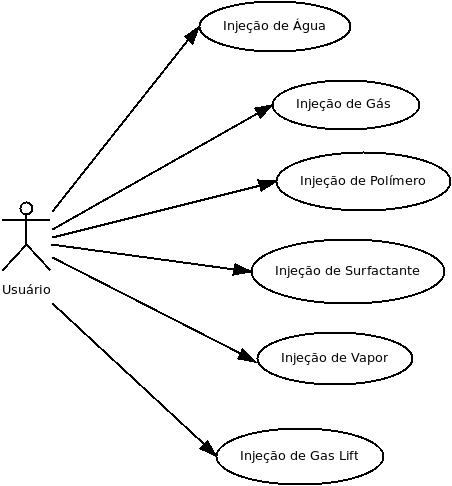 Injeção de Água
Injeção de Gás
Injeção de Polímero
Injeção de Surfactante
Usuário
Injeção de Vapor
Injeção de Gas Lift